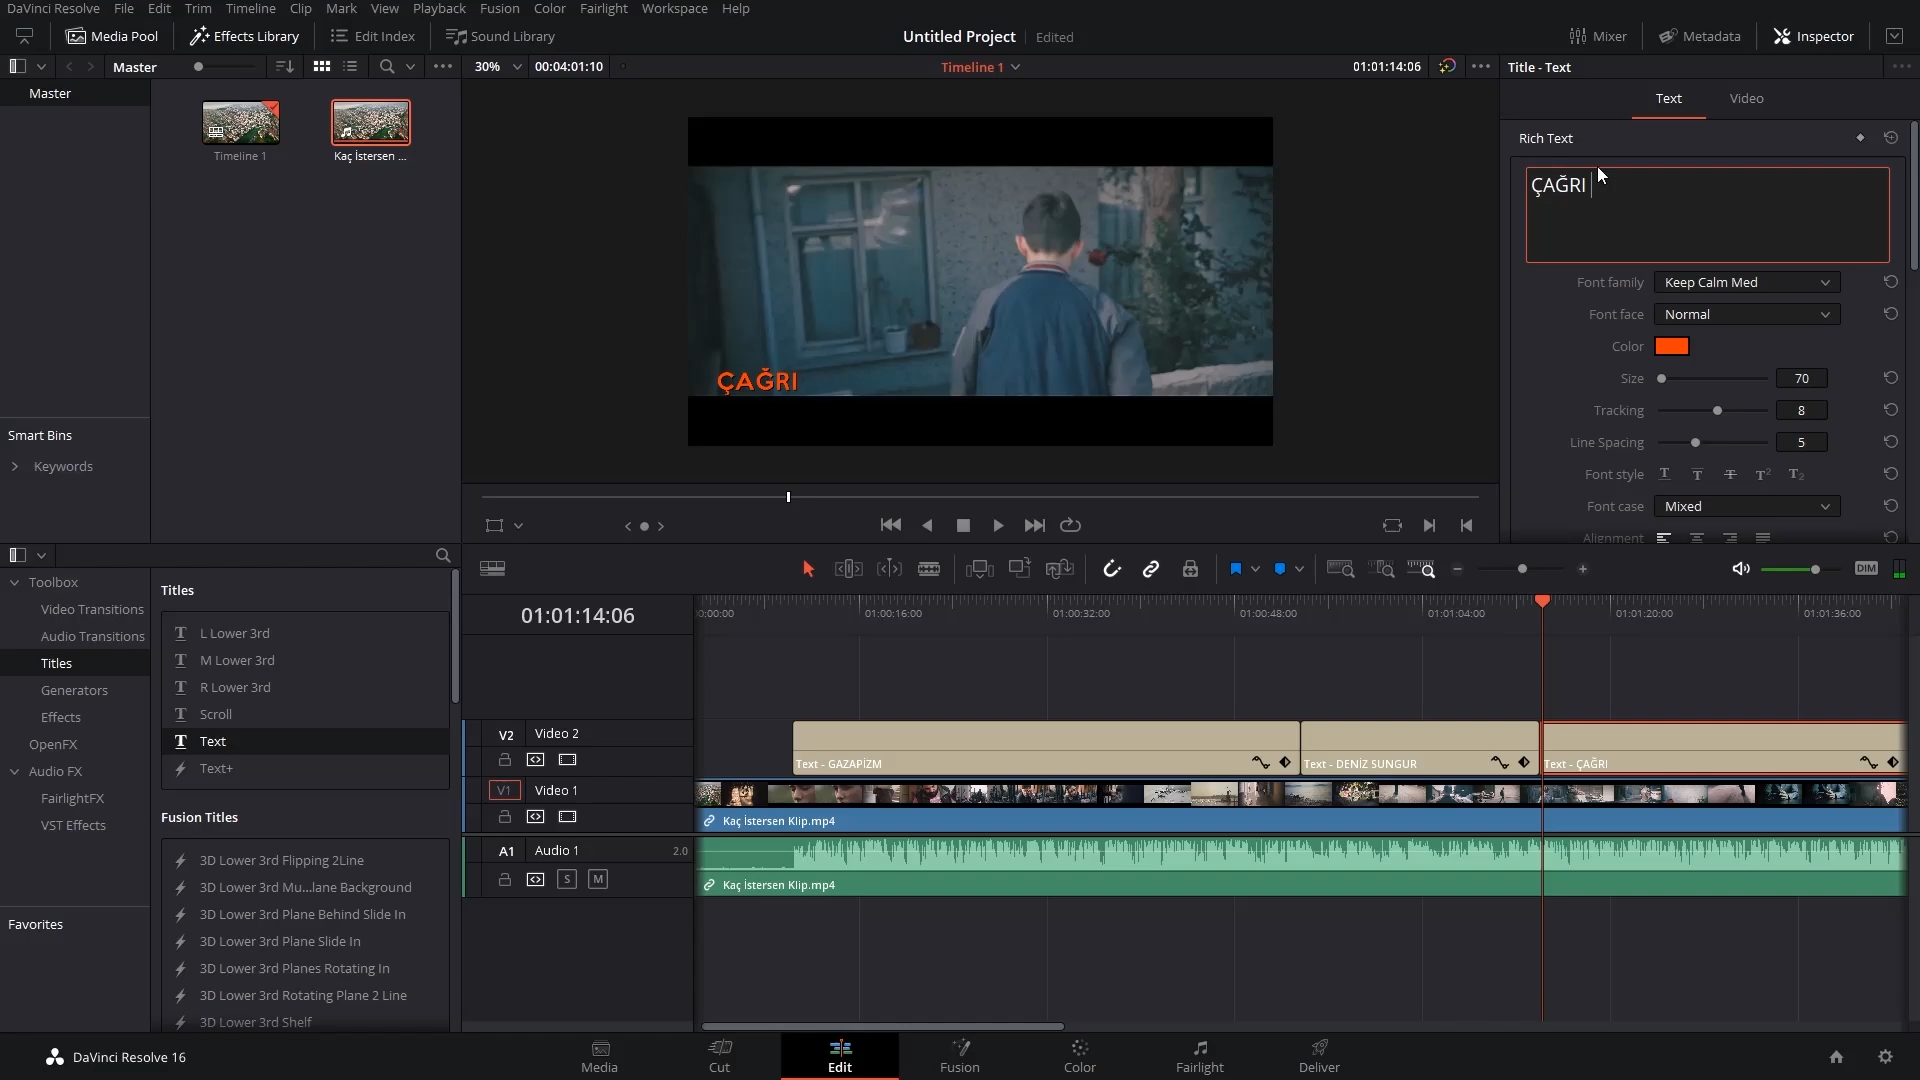 DaVinci Resolve File Edit Trim Timeline Clip Mark View Playback Fusion Color Fairlight Workspace Help
Media Pool Effects Library Edit Index Sound Library Untitled Project Edited Mixer Metadata Inspector
Master 30% 00:04:01:10 Timeline 1 01:01:14:06 Title - Text
Master
Timeline 1
Kaç İstersen ...
Smart Bins
Keywords
ÇAĞRI
Text Video
Rich Text
ÇAĞRI
Font family Keep Calm Med
Font face Normal
Color
Size 70
Tracking 8
Line Spacing 5
Font style T T T T² T₂
Font case Mixed
Alignment
Toolbox
Video Transitions
Audio Transitions
Titles
Generators
Effects
OpenFX
Audio FX
FairlightFX
VST Effects
Favorites
Titles
L Lower 3rd
M Lower 3rd
R Lower 3rd
Scroll
Text
Text+
Fusion Titles
3D Lower 3rd Flipping 2Line
3D Lower 3rd Mu...lane Background
3D Lower 3rd Plane Behind Slide In
3D Lower 3rd Plane Slide In
3D Lower 3rd Planes Rotating In
3D Lower 3rd Rotating Plane 2 Line
3D Lower 3rd Shelf
DIM
01:01:14:06
0:00:00 01:00:16:00 01:00:32:00 01:00:48:00 01:01:04:00 01:01:20:00 01:01:36:00
V2 Video 2
Text - GAZAPİZM Text - DENİZ SUNGUR Text - ÇAĞRI
V1 Video 1
Kaç İstersen Klip.mp4
A1 Audio 1 2.0
S M
Kaç İstersen Klip.mp4
DaVinci Resolve 16
Media Cut Edit Fusion Color Fairlight Deliver